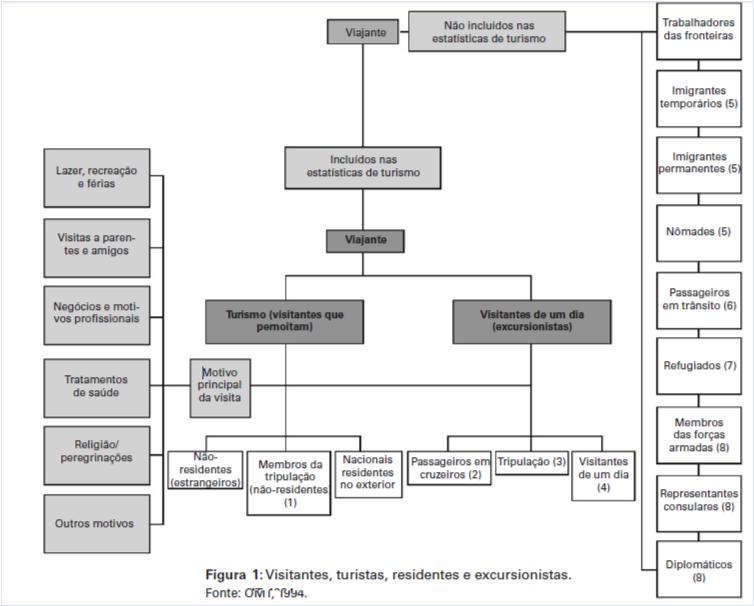 Viajante
Não incluídos nas
estatísticas de turismo
Trabalhadores
das fronteiras
Imigrantes
temporários (5)
Imigrantes
permanentes (5)
Nômades (5)
Passageiros
em trânsito (6)
Refugiados (7)
Membros
das forças
armadas (8)
Representantes
consulares (8)
Diplomáticos
(8)
Incluídos nas
estatísticas de turismo
Viajante
Turismo (visitantes que
pernoitam)
Visitantes de um dia
(excursionistas)
Lazer, recreação
e férias
Visitas a paren-
tes e amigos
Negócios e moti-
vos profissionais
Tratamentos
de saúde
Religião/
peregrinações
Outros motivos
Motivo
principal
da visita
Não-
residentes
(estrangeiros)
Membros da
tripulação
(não-residentes)
(1)
Nacionais
residentes
no exterior
Passageiros em
cruzeiros (2)
Tripulação (3)
Visitantes
de um dia
(4)
Figura 1: Visitantes, turistas, residentes e excursionistas.
Fonte: